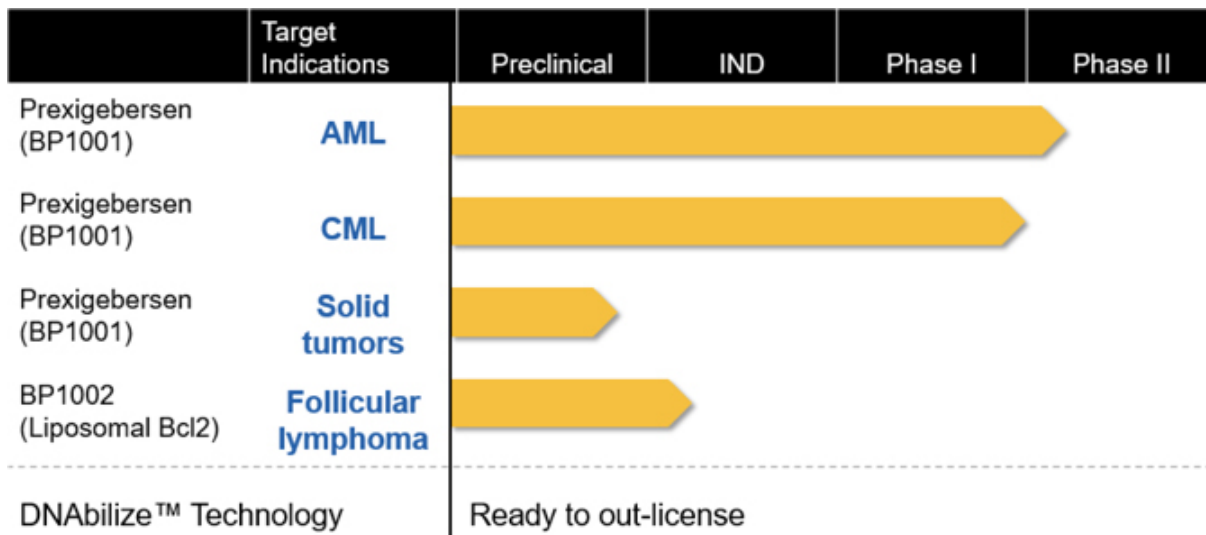 Target
Indications
Preclinical
IND
Phase I
Phase II
Prexigebersen
(BP1001)
AML
Prexigebersen
(BP1001)
CML
Prexigebersen
(BP1001)
Solid
tumors
BP1002
(Liposomal Bcl2)
Follicular
lymphoma
DNAbilize™ Technology
Ready to out-license